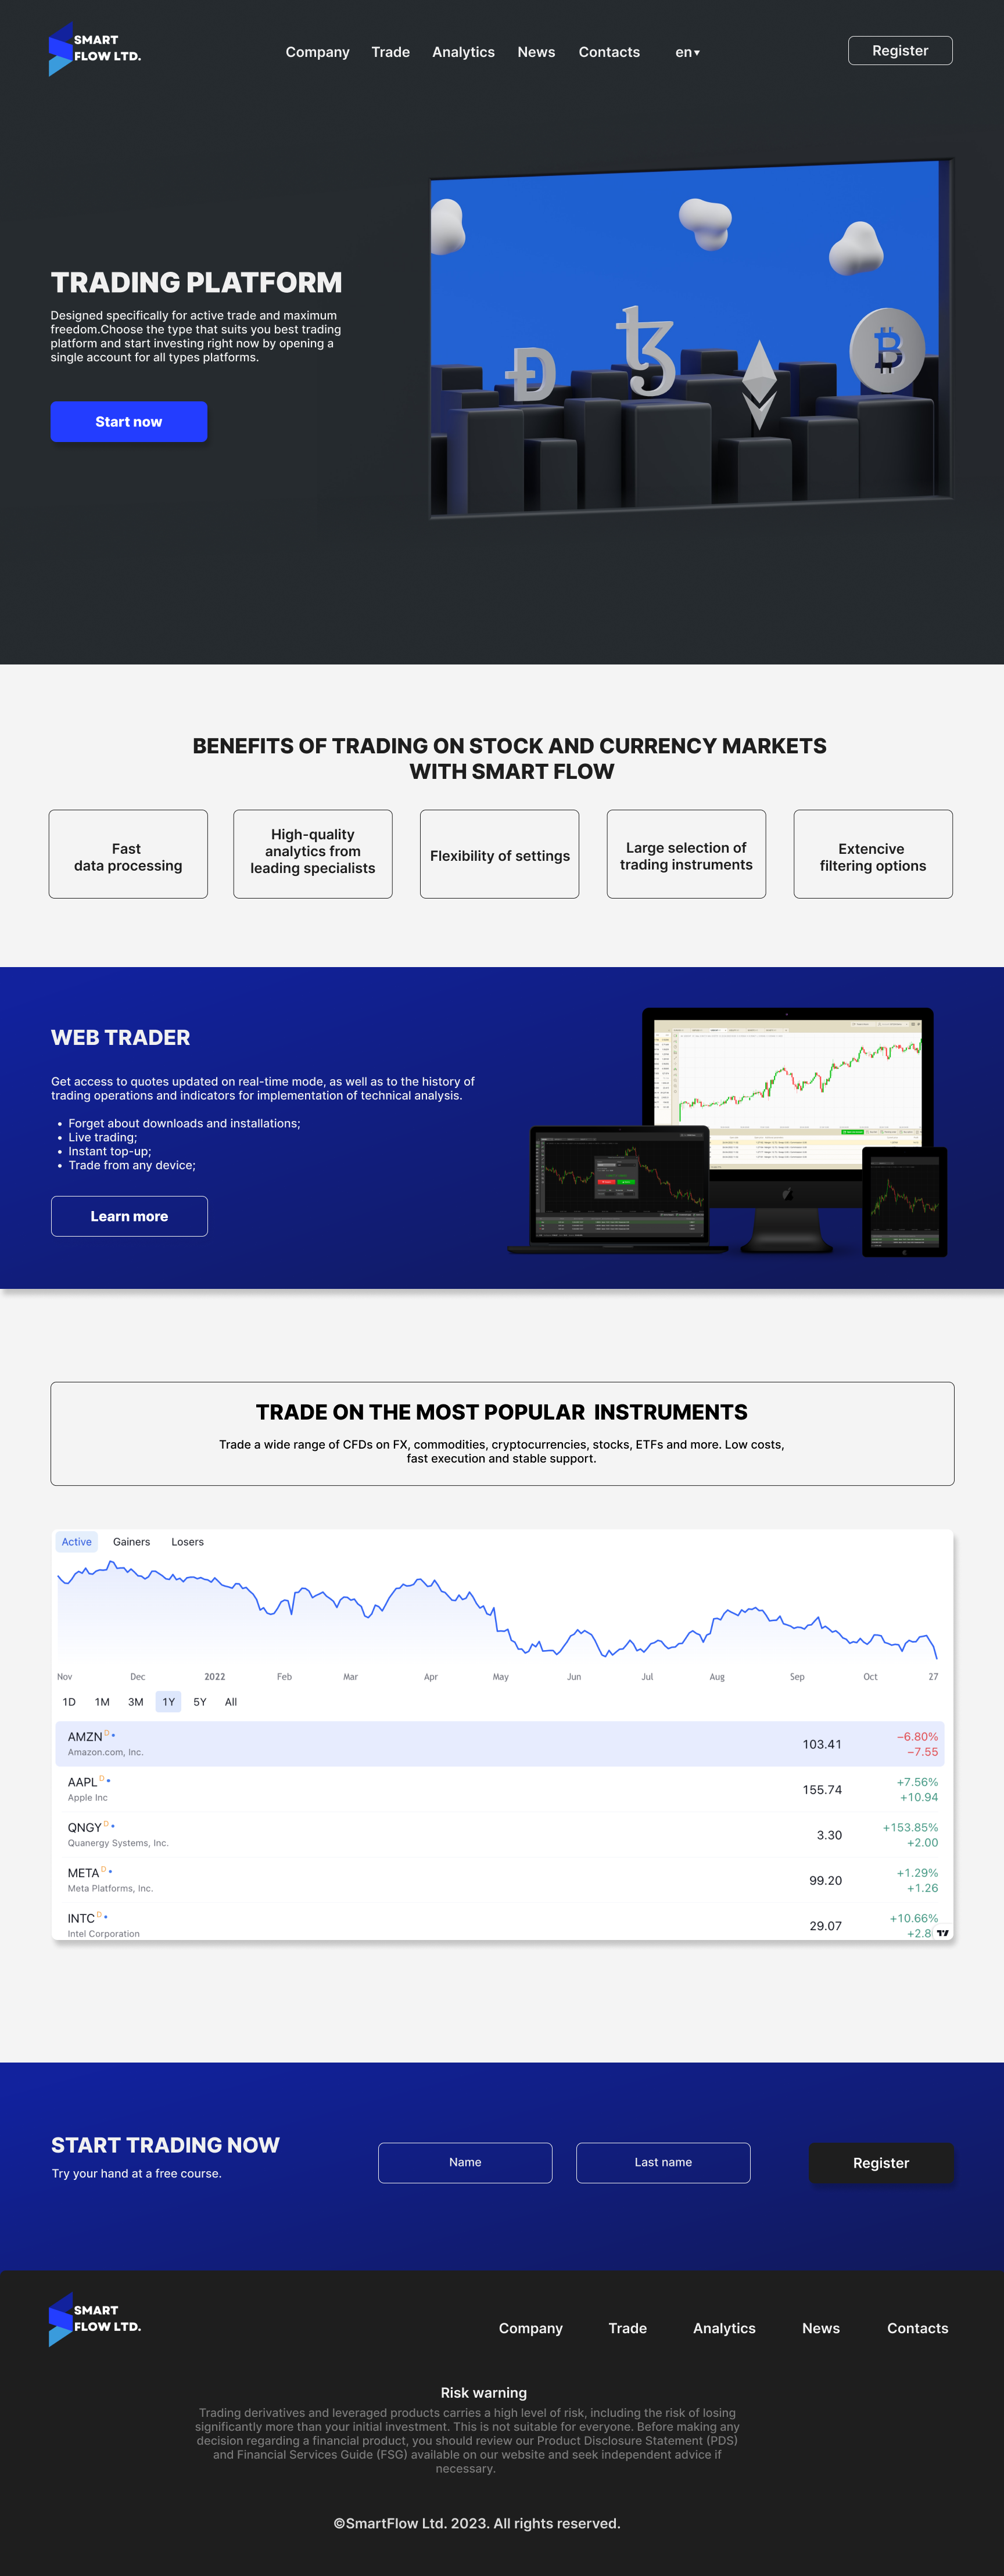 SMART
FLOW LTD.
Company Trade Analytics News Contacts en
Register
TRADING PLATFORM
Designed specifically for active trade and maximum
freedom.Choose the type that suits you best trading
platform and start investing right now by opening a
single account for all types platforms.
Start now
BENEFITS OF TRADING ON STOCK AND CURRENCY MARKETS
WITH SMART FLOW
Fast
data processing
High-quality
analytics from
leading specialists
Flexibility of settings
Large selection of
trading instruments
Extencive
filtering options
WEB TRADER
Get access to quotes updated on real-time mode, as well as to the history of
trading operations and indicators for implementation of technical analysis.
• Forget about downloads and installations;
• Live trading;
• Instant top-up;
• Trade from any device;
Learn more
TRADE ON THE MOST POPULAR INSTRUMENTS
Trade a wide range of CFDs on FX, commodities, cryptocurrencies, stocks, ETFs and more. Low costs,
fast execution and stable support.
Active Gainers Losers
Nov Dec 2022 Feb Mar Apr May Jun Jul Aug Sep Oct 27
1D 1M 3M 1Y 5Y All
AMZN D
Amazon.com, Inc.
103.41
−6.80%
−7.55
AAPL D
Apple Inc
155.74
+7.56%
+10.94
QNGY D
Quanergy Systems, Inc.
3.30
+153.85%
+2.00
META D
Meta Platforms, Inc.
99.20
+1.29%
+1.26
INTC D
Intel Corporation
29.07
+10.66%
+2.8
START TRADING NOW
Try your hand at a free course.
Name
Last name
Register
SMART
FLOW LTD.
Company Trade Analytics News Contacts
Risk warning
Trading derivatives and leveraged products carries a high level of risk, including the risk of losing
significantly more than your initial investment. This is not suitable for everyone. Before making any
decision regarding a financial product, you should review our Product Disclosure Statement (PDS)
and Financial Services Guide (FSG) available on our website and seek independent advice if
necessary.
©SmartFlow Ltd. 2023. All rights reserved.